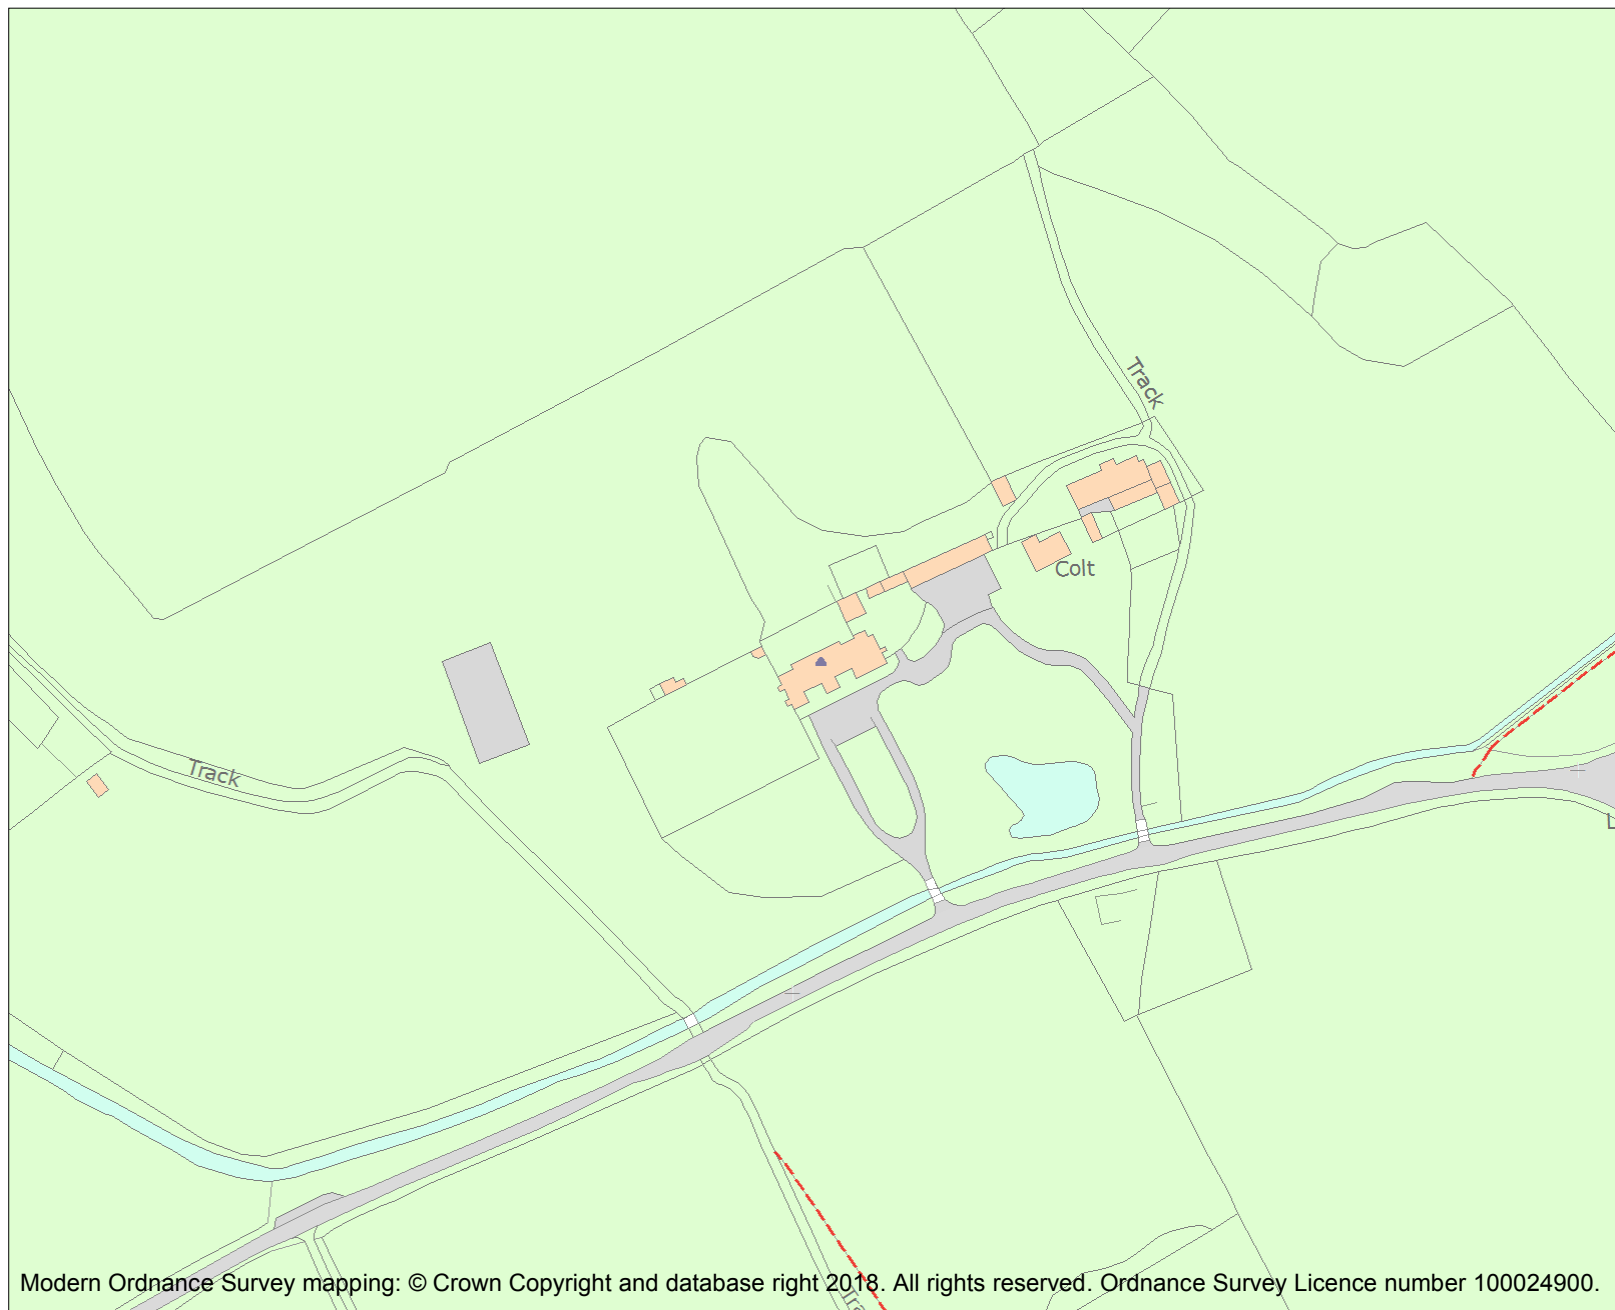 Track
Colt
Track
L
Tra
Modern Ordnance Survey mapping: © Crown Copyright and database right 2018. All rights reserved. Ordnance Survey Licence number 100024900.